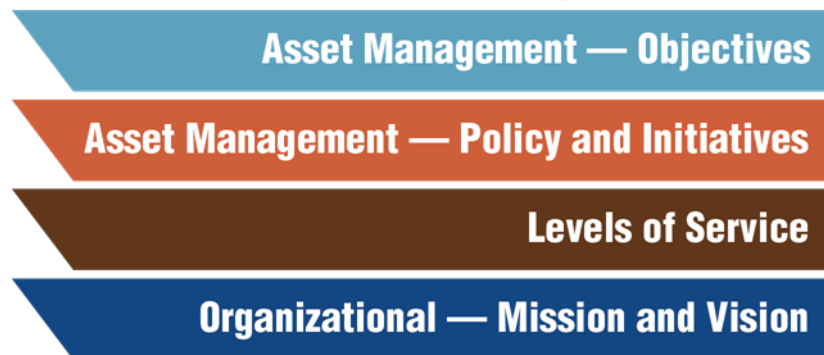 Asset Management — Objectives
Asset Management — Policy and Initiatives
Levels of Service
Organizational — Mission and Vision